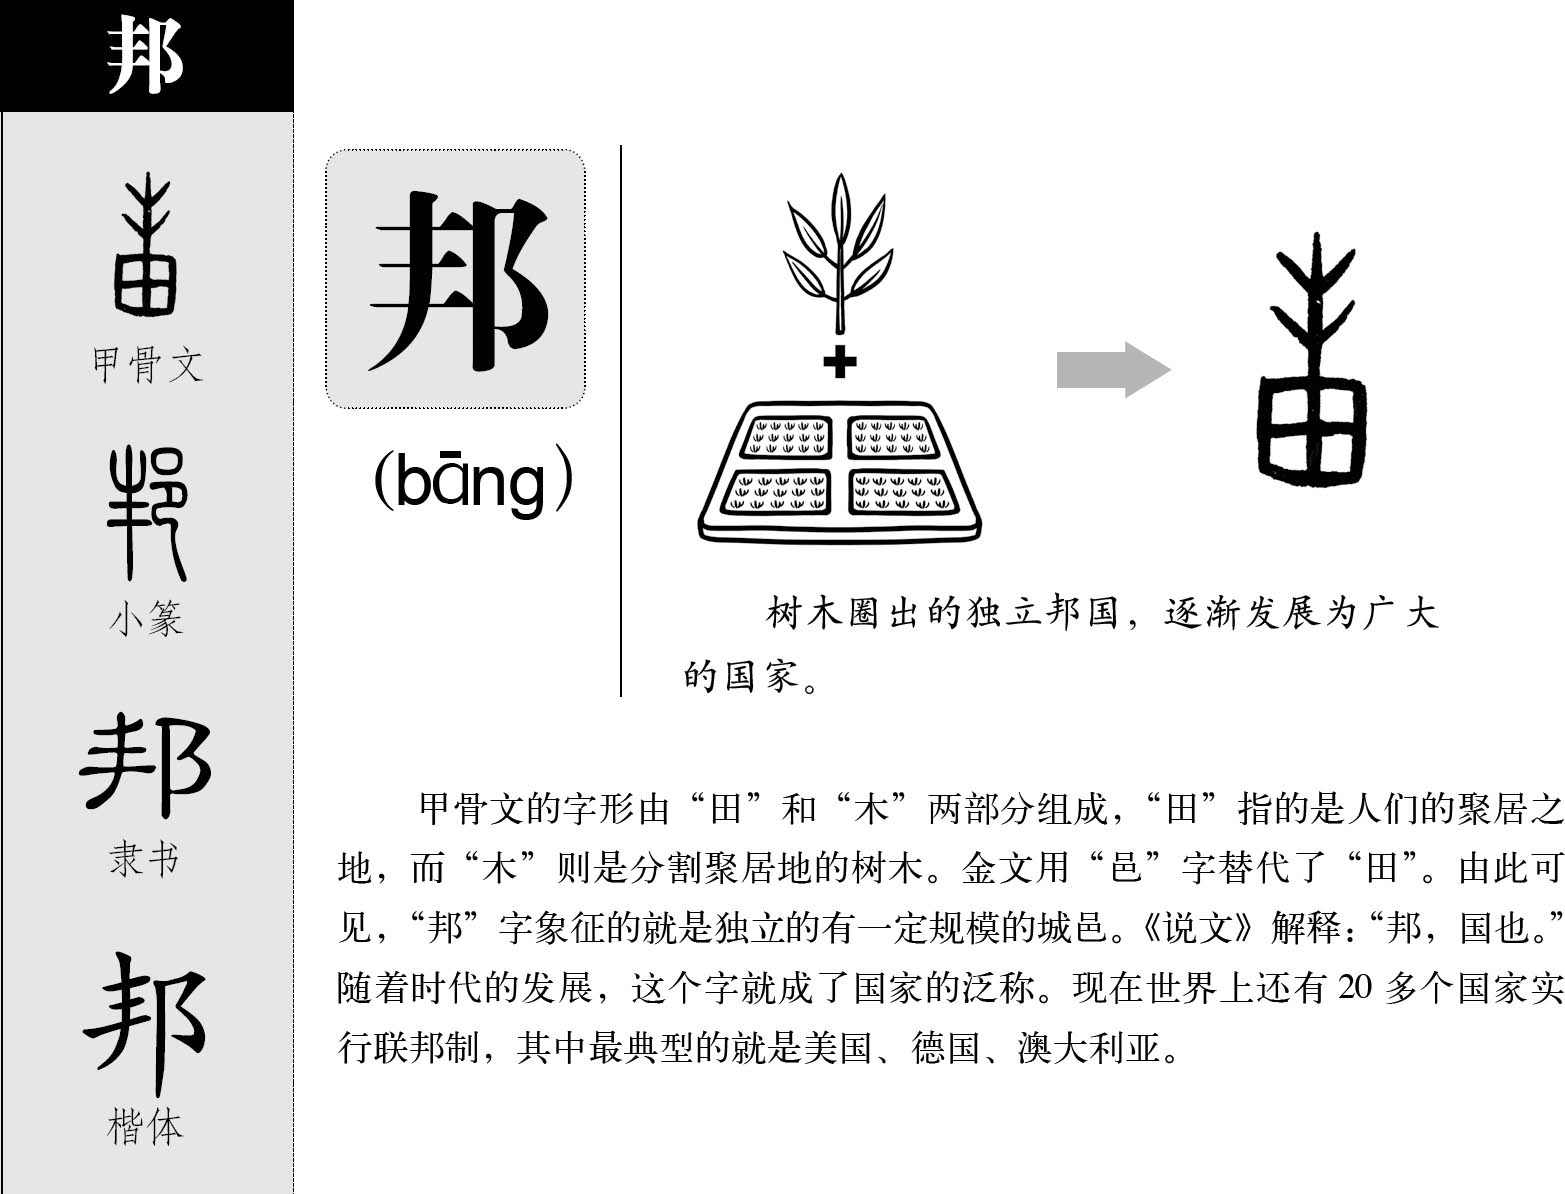 邦
甲骨文
邦
小篆
邦
隶书
邦
楷体
邦
(bāng)
树木圈出的独立邦国，逐渐发展为广大
的国家。
甲骨文的字形由“田”和“木”两部分组成，“田”指的是人们的聚居之
地，而“木”则是分割聚居地的树木。金文用“邑”字替代了“田”。由此可
见，“邦”字象征的就是独立的有一定规模的城邑。《说文》解释：“邦，国也。”
随着时代的发展，这个字就成了国家的泛称。现在世界上还有 20 多个国家实
行联邦制，其中最典型的就是美国、德国、澳大利亚。